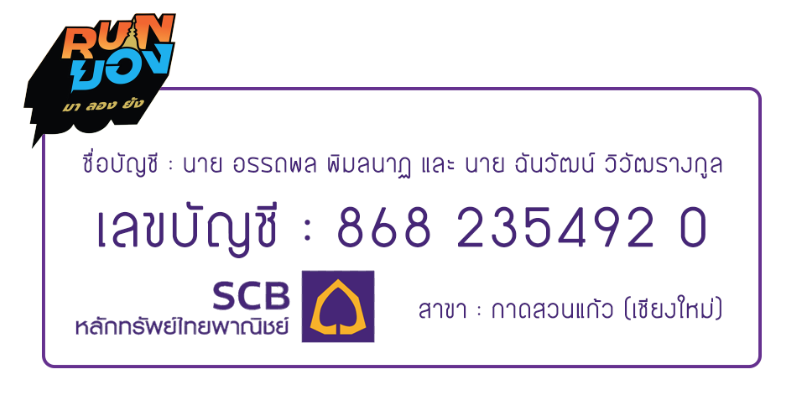 RUN
ยอง
มา ลอง ยัง
ชื่อบัญชี : นาย อรรถพล พิมลนาฏ และ นาย ฉันวัฒน์ วิวัฒรางกูล
เลขบัญชี : 868 235492 0
SCB
หลักทรัพย์ไทยพาณิชย์
สาขา : กาดสวนแก้ว (เชียงใหม่)